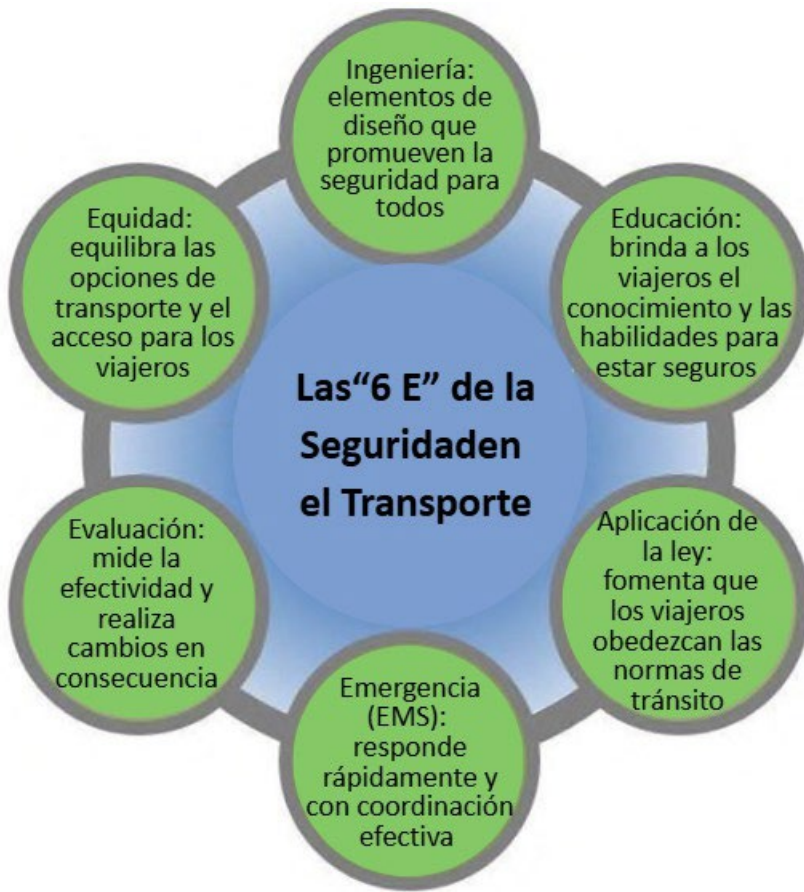 Ingeniería:
elementos de
diseño que
promueven la
seguridad para
todos
Educación:
brinda a los
viajeros el
conocimiento y las
habilidades para
estar seguros
Aplicación de
la ley:
fomenta que
los viajeros
obedezcan las
normas de
tránsito
Emergencia
(EMS):
responde
rápidamente y
con coordinación
efectiva
Evaluación:
mide la
efectividad y
realiza
cambios en
consecuencia
Equidad:
equilibra las
opciones de
transporte y el
acceso para los
viajeros
Las“6 E” de la
Seguridaden
el Transporte